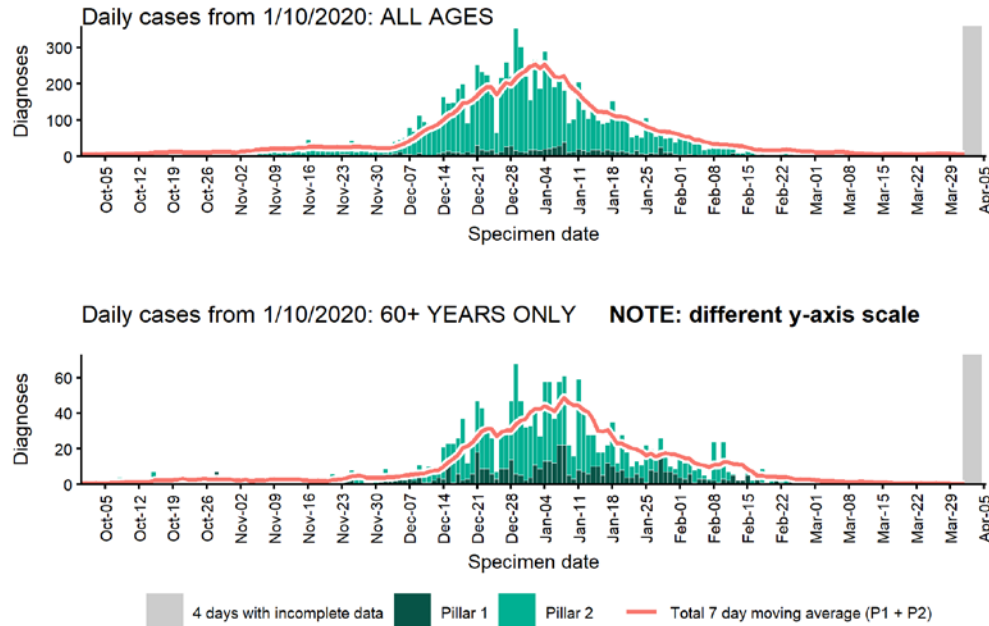 Daily cases from 1/10/2020: ALL AGES
Diagnoses
300
200
100
0
Oct-05 Oct-12 Oct-19 Oct-26 Nov-02 Nov-09 Nov-16 Nov-23 Nov-30 Dec-07 Dec-14 Dec-21 Dec-28 Jan-04 Jan-11 Jan-18 Jan-25 Feb-01 Feb-08 Feb-15 Feb-22 Mar-01 Mar-08 Mar-15 Mar-22 Mar-29 Apr-05
Specimen date
Daily cases from 1/10/2020: 60+ YEARS ONLY NOTE: different y-axis scale
Diagnoses
60
40
20
0
Oct-05 Oct-12 Oct-19 Oct-26 Nov-02 Nov-09 Nov-16 Nov-23 Nov-30 Dec-07 Dec-14 Dec-21 Dec-28 Jan-04 Jan-11 Jan-18 Jan-25 Feb-01 Feb-08 Feb-15 Feb-22 Mar-01 Mar-08 Mar-15 Mar-22 Mar-29 Apr-05
Specimen date
4 days with incomplete data Pillar 1 Pillar 2 Total 7 day moving average (P1 + P2)